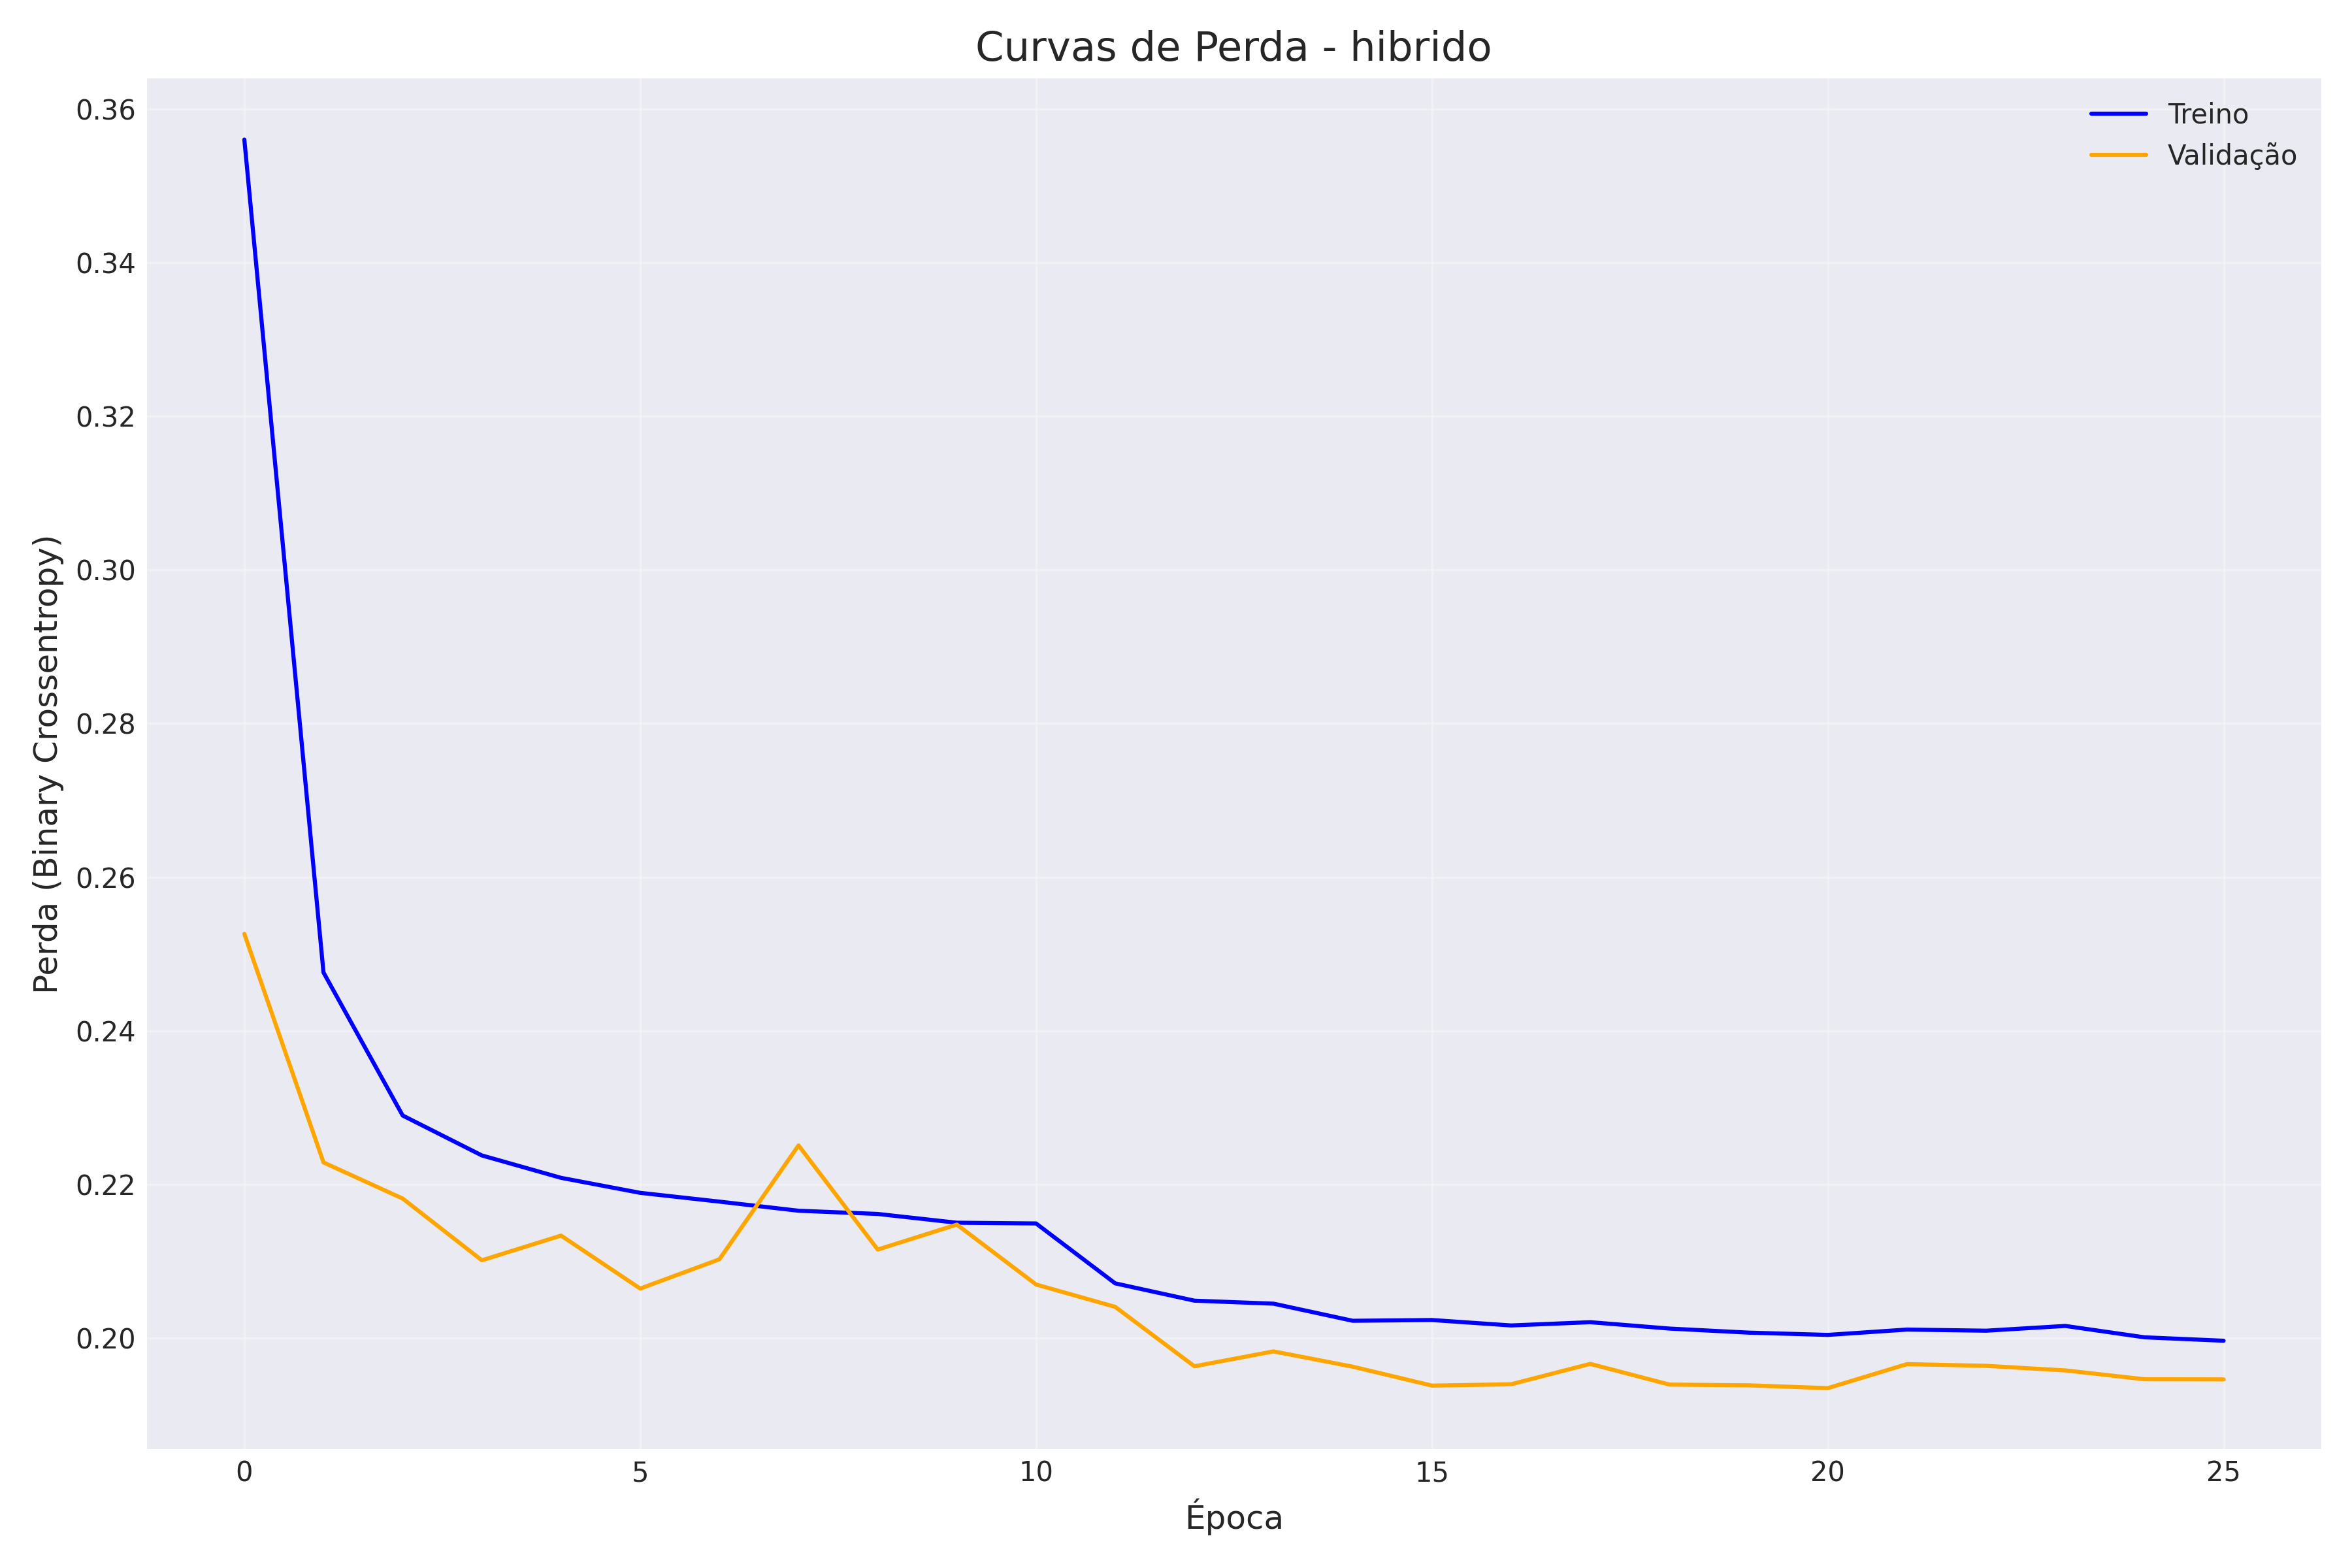 Curvas de Perda - hibrido
Treino
Validação
Perda (Binary Crossentropy)
0.36
0.34
0.32
0.30
0.28
0.26
0.24
0.22
0.20
0 5 10 15 20 25
Época